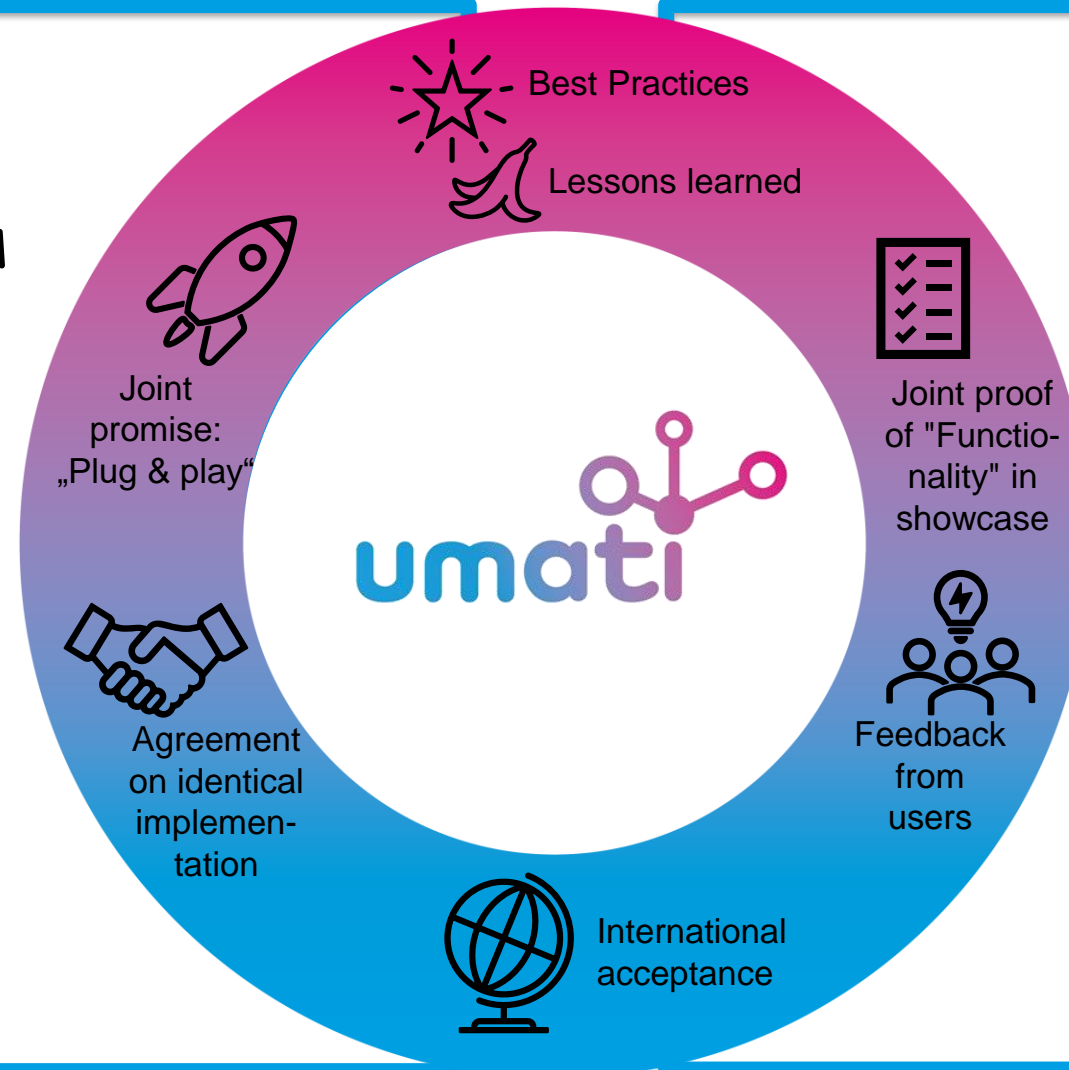 Best Practices
Lessons learned
Joint
promise:
„Plug & play“
Joint proof
of "Functio-
nality" in
showcase
umati
Agreement
on identical
implemen-
tation
Feedback
from
users
International
acceptance